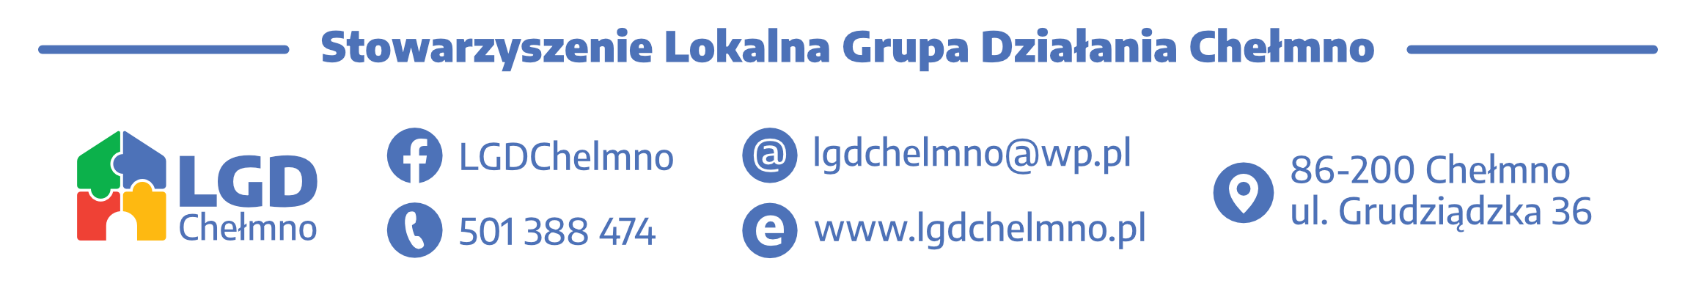 Stowarzyszenie Lokalna Grupa Działania Chełmno
LGD
Chełmno
LGDChelmno
501 388 474
lgdchelmno@wp.pl
www.lgdchelmno.pl
86-200 Chełmno
ul. Grudziądzka 36